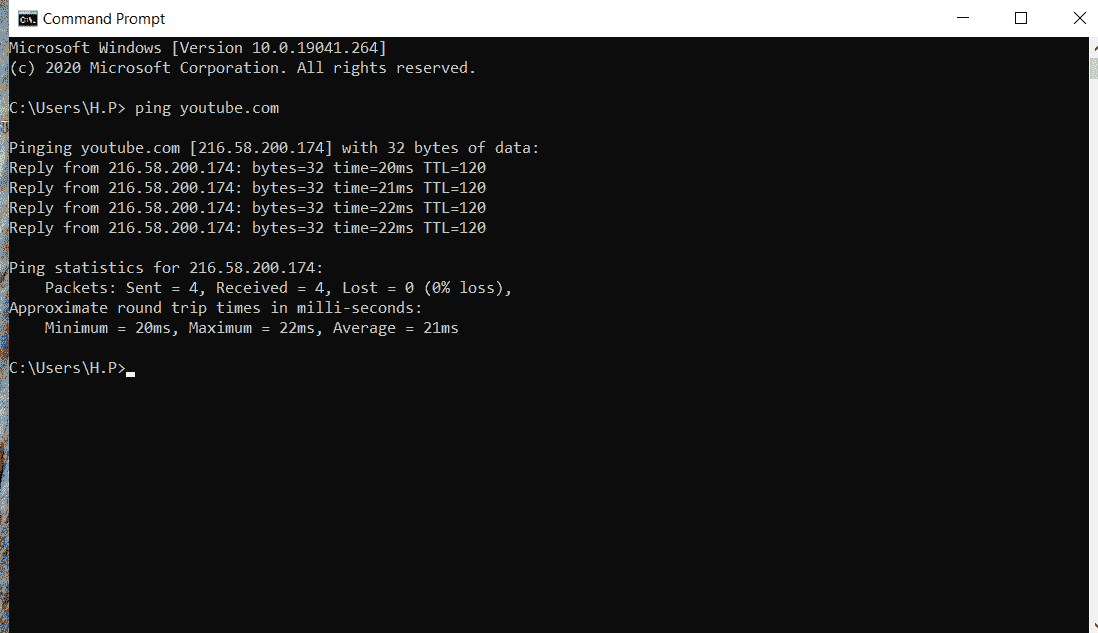 Command Prompt
Microsoft Windows [Version 10.0.19041.264]
(c) 2020 Microsoft Corporation. All rights reserved.
C:\Users\H.P> ping youtube.com
Pinging youtube.com [216.58.200.174] with 32 bytes of data:
Reply from 216.58.200.174: bytes=32 time=20ms TTL=120
Reply from 216.58.200.174: bytes=32 time=21ms TTL=120
Reply from 216.58.200.174: bytes=32 time=22ms TTL=120
Reply from 216.58.200.174: bytes=32 time=22ms TTL=120
Ping statistics for 216.58.200.174:
    Packets: Sent = 4, Received = 4, Lost = 0 (0% loss),
Approximate round trip times in milli-seconds:
    Minimum = 20ms, Maximum = 22ms, Average = 21ms
C:\Users\H.P>